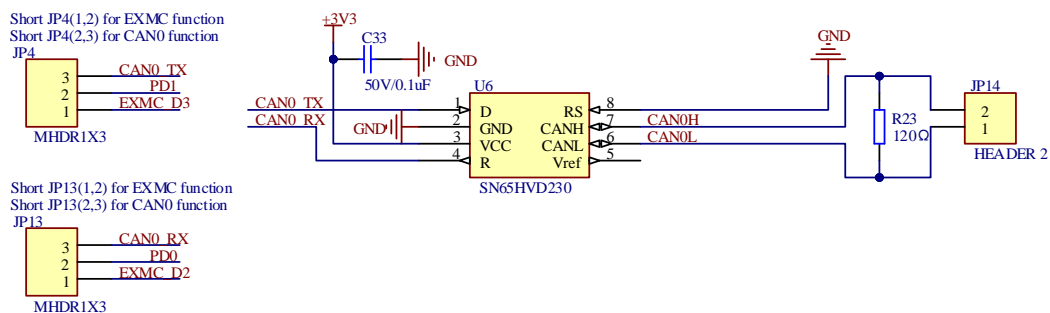 Short JP4(1,2) for EXMC function
Short JP4(2,3) for CAN0 function
JP4
3 CAN0_TX
2 PD1
1 EXMC_D3
MHDR1X3
+3V3
C33
GND
50V/0.1uF
U6
CAN0_TX 1 D RS 8
CAN0_RX GND 2 GND CANH 7 CAN0H
3 VCC CANL 6 CAN0L
4 R Vref 5
SN65HVD230
GND
R23
120Ω
JP14
2
1
HEADER 2
Short JP13(1,2) for EXMC function
Short JP13(2,3) for CAN0 function
JP13
3 CAN0_RX
2 PD0
1 EXMC_D2
MHDR1X3